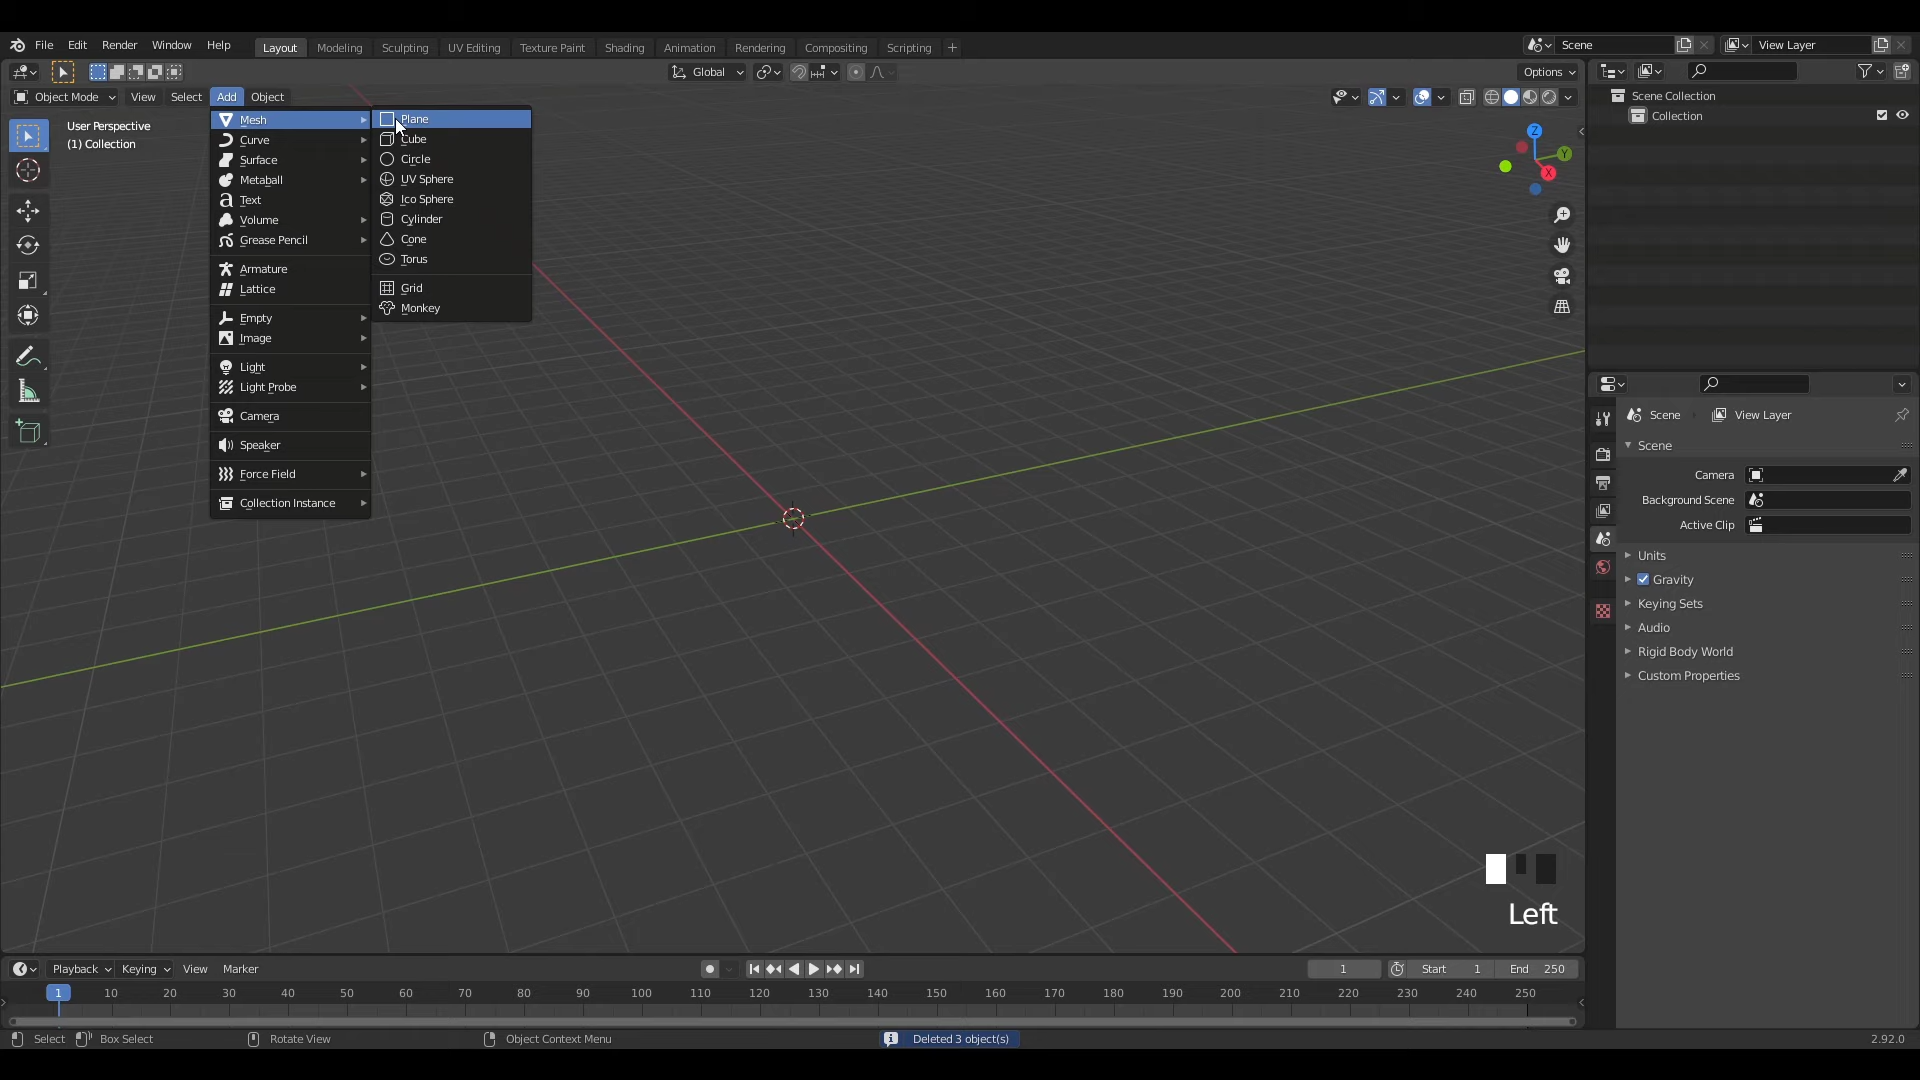 File Edit Render Window Help Layout Modeling Sculpting UV Editing Texture Paint Shading Animation Rendering Compositing Scripting + Scene View Layer
Global Options
Object Mode View Select Add Object
User Perspective
(1) Collection
Mesh
Curve
Surface
Metaball
Text
Volume
Grease Pencil
Armature
Lattice
Empty
Image
Light
Light Probe
Camera
Speaker
Force Field
Collection Instance
Plane
Cube
Circle
UV Sphere
Ico Sphere
Cylinder
Cone
Torus
Grid
Monkey
Z
Y
X
Scene Collection
Collection
Scene View Layer
Scene
Camera
Background Scene
Active Clip
Units
Gravity
Keying Sets
Audio
Rigid Body World
Custom Properties
Left
Playback Keying View Marker 1 Start 1 End 250
1 10 20 30 40 50 60 70 80 90 100 110 120 130 140 150 160 170 180 190 200 210 220 230 240 250
Select Box Select Rotate View Object Context Menu Deleted 3 object(s) 2.92.0